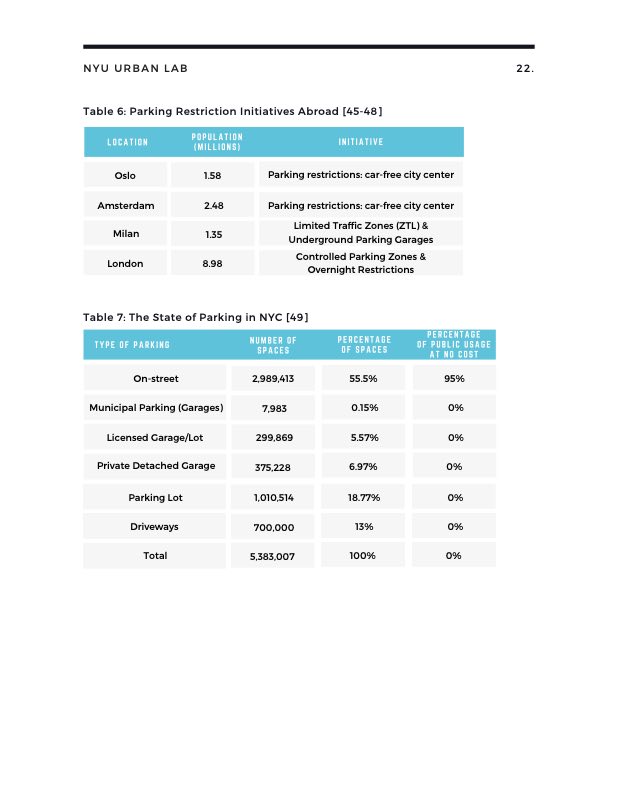 NYU URBAN LAB 22.
Table 6: Parking Restriction Initiatives Abroad [45-48]
LOCATION POPULATION (MILLIONS) INITIATIVE
Oslo 1.58 Parking restrictions: car-free city center
Amsterdam 2.48 Parking restrictions: car-free city center
Milan 1.35 Limited Traffic Zones (ZTL) &
Underground Parking Garages
London 8.98 Controlled Parking Zones &
Overnight Restrictions
Table 7: The State of Parking in NYC [49]
TYPE OF PARKING NUMBER OF SPACES PERCENTAGE OF SPACES PERCENTAGE OF PUBLIC USAGE AT NO COST
On-street 2,989,413 55.5% 95%
Municipal Parking (Garages) 7,983 0.15% 0%
Licensed Garage/Lot 299,869 5.57% 0%
Private Detached Garage 375,228 6.97% 0%
Parking Lot 1,010,514 18.77% 0%
Driveways 700,000 13% 0%
Total 5,383,007 100% 0%